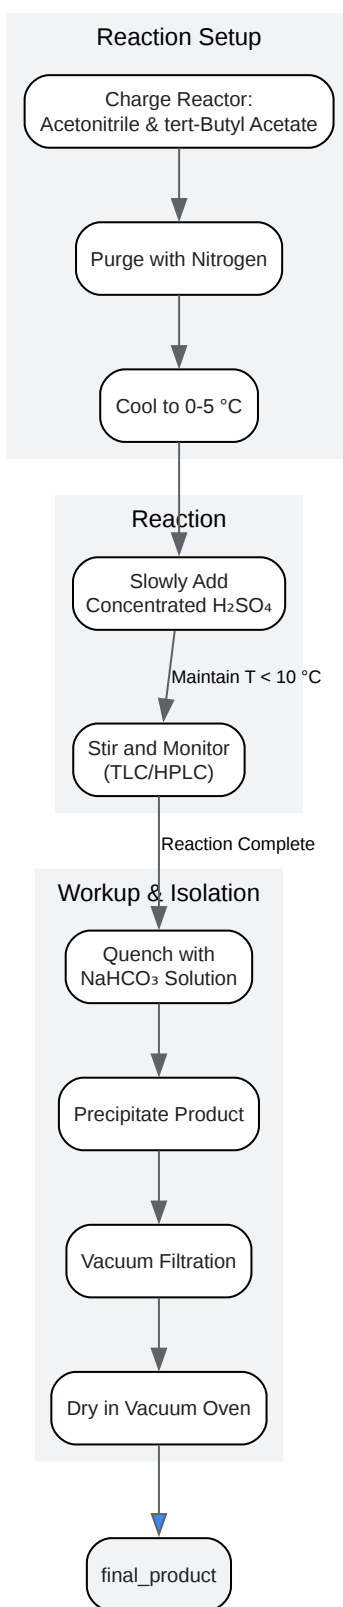 Reaction Setup
Charge Reactor:
Acetonitrile & tert-Butyl Acetate
Purge with Nitrogen
Cool to 0-5 °C
Reaction
Slowly Add
Concentrated H₂SO₄
Maintain T < 10 °C
Stir and Monitor
(TLC/HPLC)
Reaction Complete
Workup & Isolation
Quench with
NaHCO₃ Solution
Precipitate Product
Vacuum Filtration
Dry in Vacuum Oven
final_product